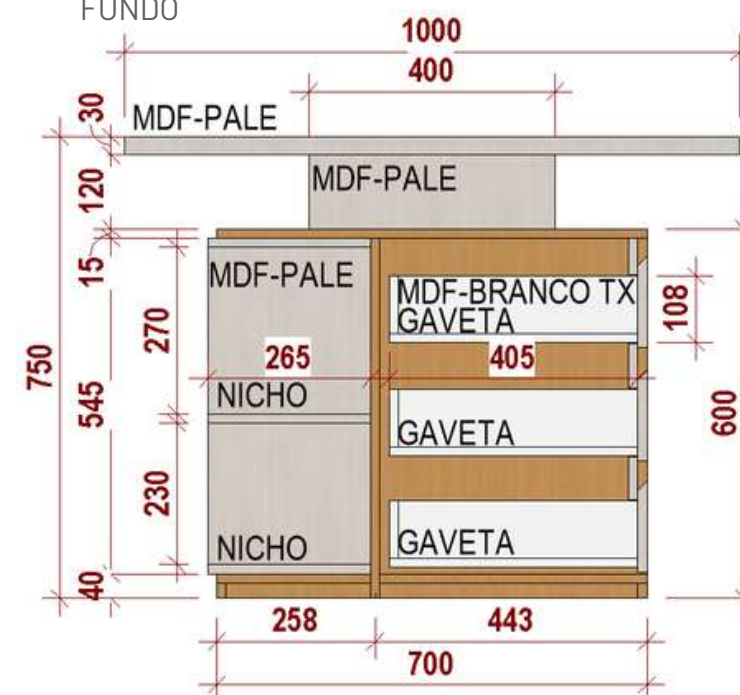 FUNDO
1000
400
30
MDF-PALE
120
MDF-PALE
15
MDF-PALE
MDF-BRANCO TX
GAVETA
108
270
265
405
750
545
NICHO
600
GAVETA
230
NICHO
GAVETA
40
258
443
700